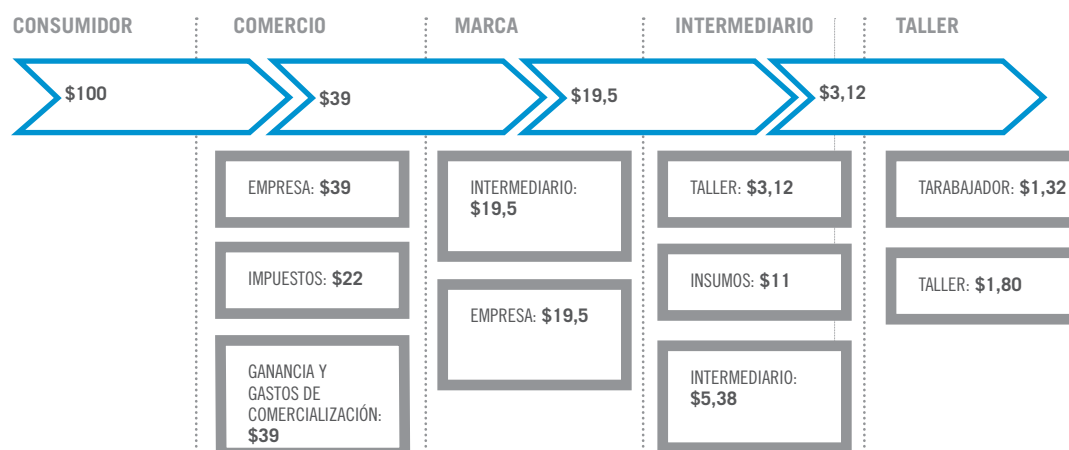 CONSUMIDOR
COMERCIO
MARCA
INTERMEDIARIO
TALLER
$100
$39
$19,5
$3,12
EMPRESA: $39
IMPUESTOS: $22
GANANCIA Y
GASTOS DE
COMERCIALIZACIÓN:
$39
INTERMEDIARIO:
$19,5
EMPRESA: $19,5
TALLER: $3,12
INSUMOS: $11
INTERMEDIARIO:
$5,38
TARABAJADOR: $1,32
TALLER: $1,80